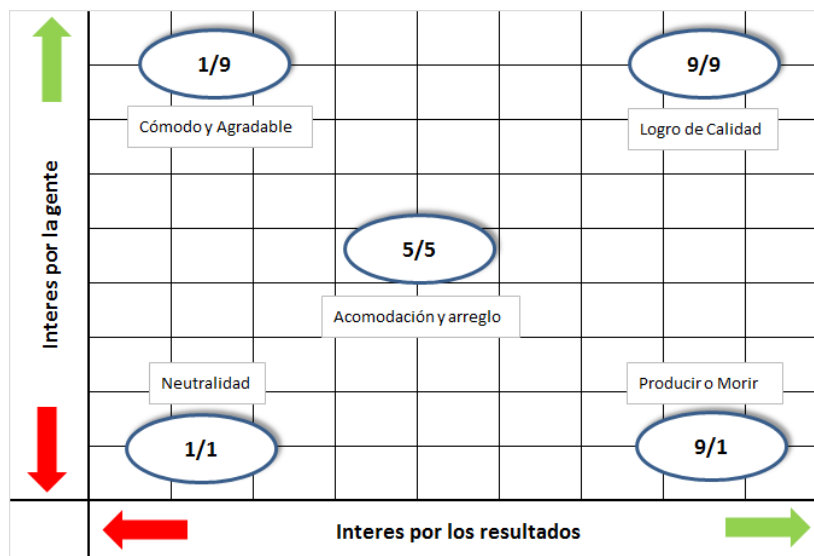 1/9
9/9
Cómodo y Agradable
Logro de Calidad
Interes por la gente
5/5
Acomodación y arreglo
Neutralidad
Producir o Morir
1/1
9/1
Interes por los resultados